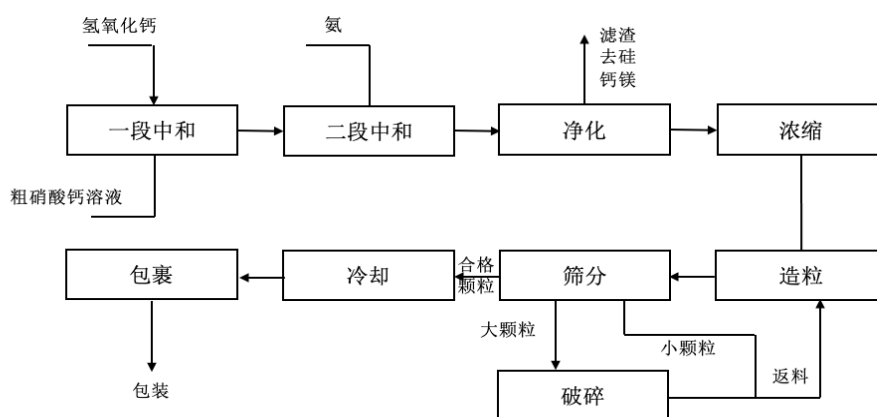 氢氧化钙
氨
滤渣
去硅
钙镁
一段中和
二段中和
净化
浓缩
粗硝酸钙溶液
包裹
冷却
合格
颗粒
筛分
造粒
大颗粒
小颗粒
返料
包装
破碎